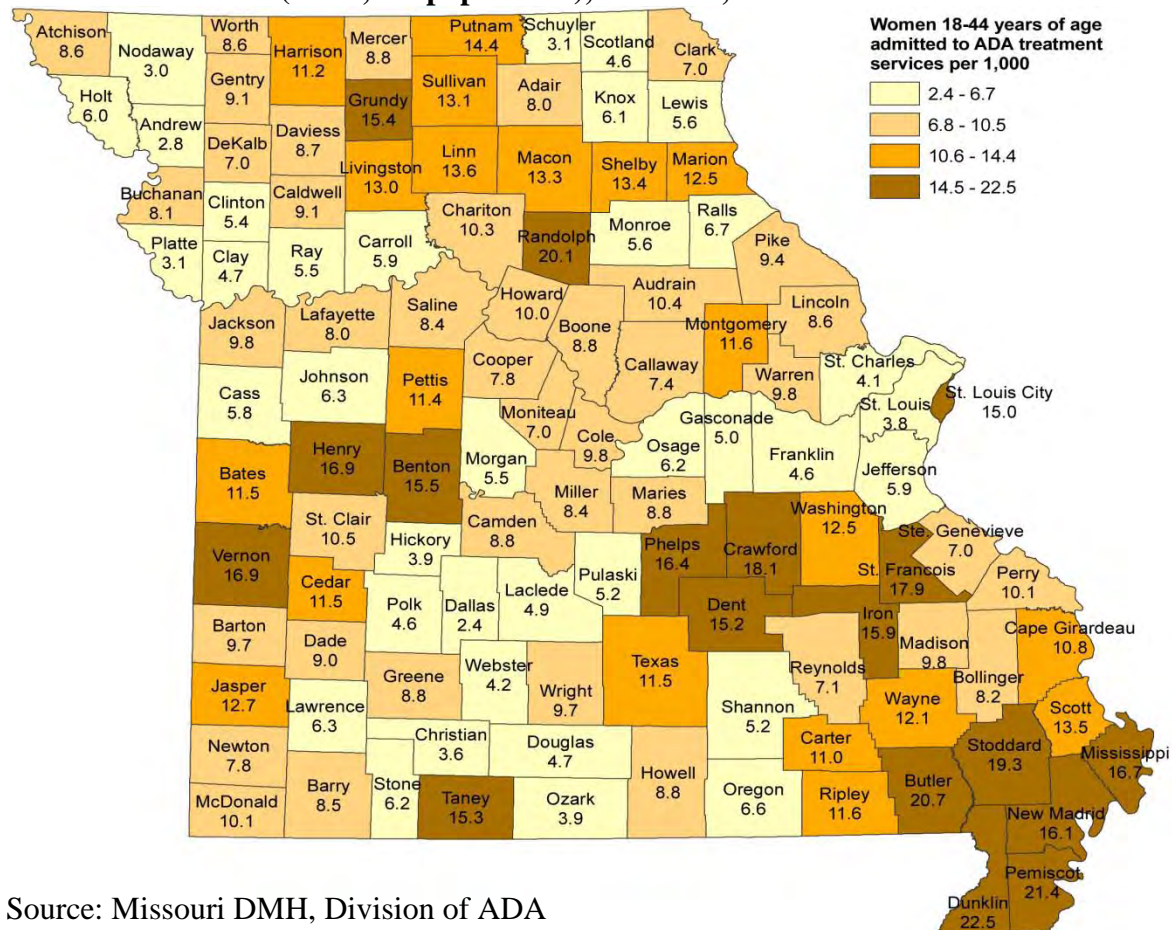 Women 18-44 years of age
admitted to ADA treatment
services per 1,000
2.4 - 6.7
6.8 - 10.5
10.6 - 14.4
14.5 - 22.5
Atchison
8.6
Nodaway
3.0
Worth
8.6
Harrison
11.2
Mercer
8.8
Putnam
14.4
Schuyler
3.1
Scotland
4.6
Clark
7.0
Holt
6.0
Andrew
2.8
Gentry
9.1
Grundy
15.4
Sullivan
13.1
Adair
8.0
Knox
6.1
Lewis
5.6
DeKalb
7.0
Daviess
8.7
Livingston
13.0
Linn
13.6
Macon
13.3
Shelby
13.4
Marion
12.5
Buchanan
8.1
Clinton
5.4
Caldwell
9.1
Chariton
10.3
Randolph
20.1
Monroe
5.6
Ralls
6.7
Pike
9.4
Platte
3.1
Clay
4.7
Ray
5.5
Carroll
5.9
Audrain
10.4
Jackson
9.8
Lafayette
8.0
Saline
8.4
Howard
10.0
Boone
8.8
Callaway
7.4
Montgomery
11.6
Lincoln
8.6
Warren
9.8
St. Charles
4.1
St. Louis City
15.0
St. Louis
3.8
Cass
5.8
Johnson
6.3
Pettis
11.4
Cooper
7.8
Moniteau
7.0
Cole
9.8
Osage
6.2
Gasconade
5.0
Franklin
4.6
Jefferson
5.9
Bates
11.5
Henry
16.9
Benton
15.5
Morgan
5.5
Miller
8.4
Maries
8.8
Washington
12.5
Ste. Genevieve
7.0
Vernon
16.9
St. Clair
10.5
Hickory
3.9
Camden
8.8
Pulaski
5.2
Phelps
16.4
Crawford
18.1
St. Francois
17.9
Perry
10.1
Cedar
11.5
Polk
4.6
Dallas
2.4
Laclede
4.9
Dent
15.2
Iron
15.9
Madison
9.8
Cape Girardeau
10.8
Barton
9.7
Dade
9.0
Greene
8.8
Webster
4.2
Wright
9.7
Texas
11.5
Reynolds
7.1
Bollinger
8.2
Jasper
12.7
Lawrence
6.3
Christian
3.6
Douglas
4.7
Shannon
5.2
Wayne
12.1
Scott
13.5
Newton
7.8
Barry
8.5
Stone
6.2
Taney
15.3
Ozark
3.9
Howell
8.8
Oregon
6.6
Carter
11.0
Ripley
11.6
Butler
20.7
Stoddard
19.3
Mississippi
16.7
McDonald
10.1
New Madrid
16.1
Pemiscot
21.4
Dunklin
22.5
Source: Missouri DMH, Division of ADA